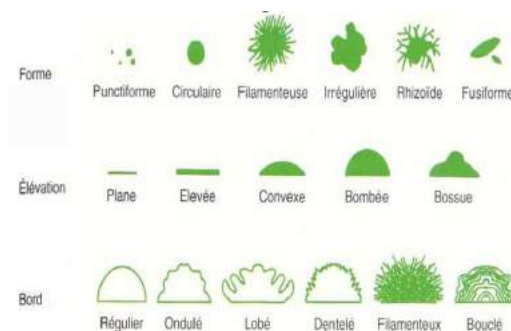 Forme
Punctiforme Circulaire Filamenteuse Irrégulière Rhizoïde Fusiforme
Élévation
Plane Elevée Convexe Bombée Bossue
Bord
Régulier Ondulé Lobé Dentelé Filamenteux Bouclé